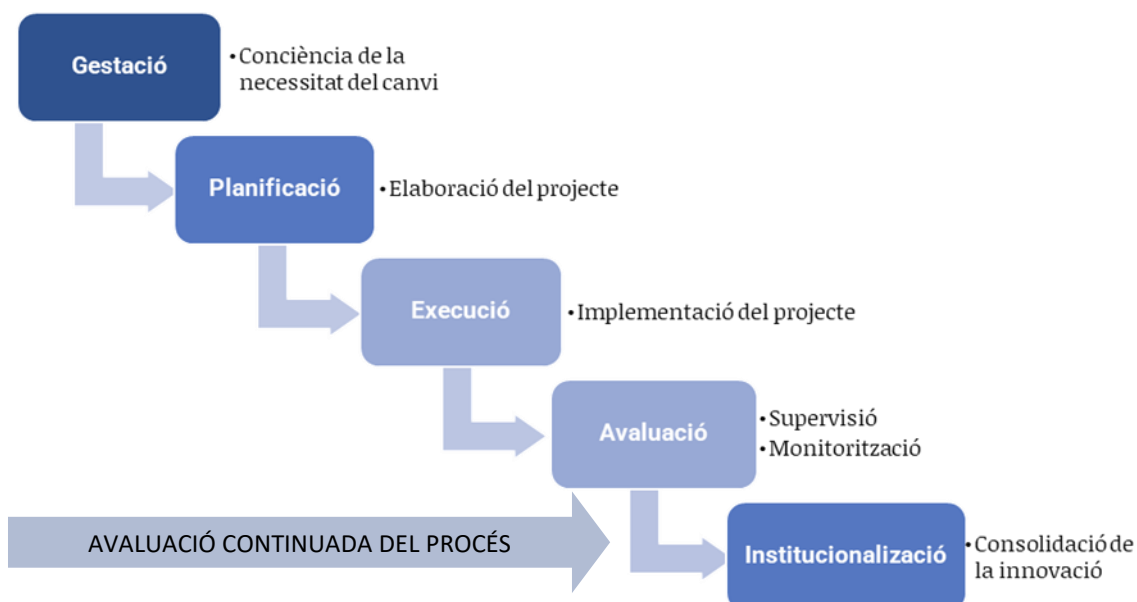 Gestació
•Conciència de la
necessitat del canvi
Planificació
•Elaboració del projecte
Execució
•Implementació del projecte
Avaluació
•Supervisió
•Monitorització
AVALUACIÓ CONTINUADA DEL PROCÉS
Institucionalizació
•Consolidació de
la innovació